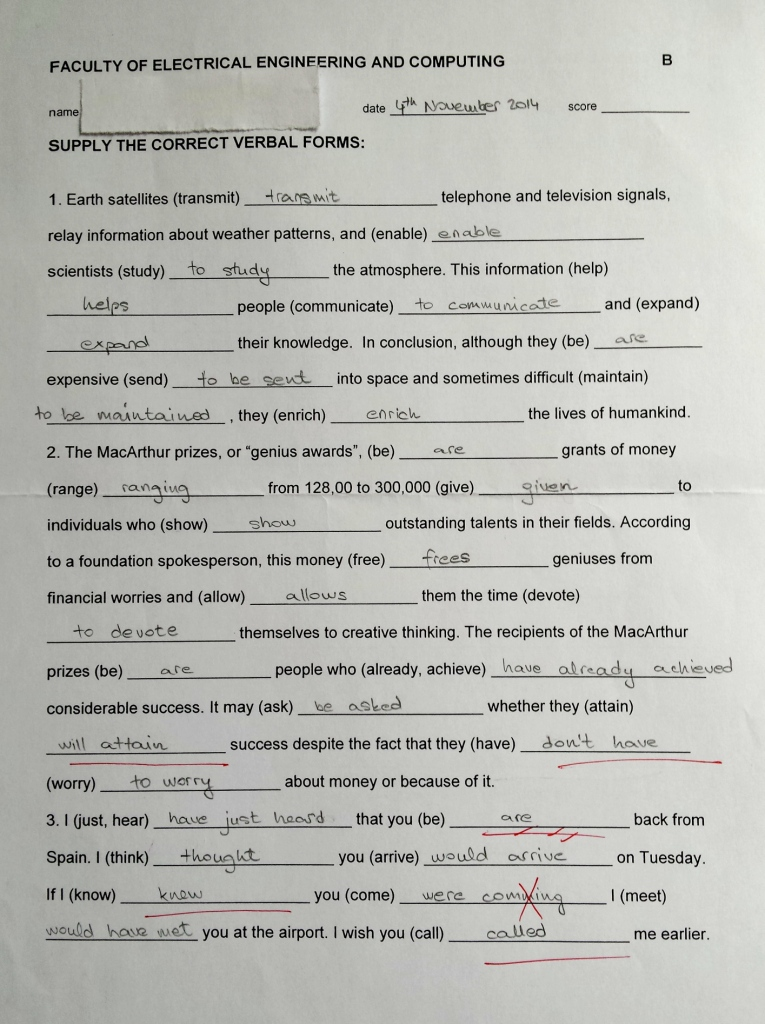 FACULTY OF ELECTRICAL ENGINEERING AND COMPUTING B
name date 4th November 2014 score
SUPPLY THE CORRECT VERBAL FORMS:
1. Earth satellites (transmit) transmit telephone and television signals,
relay information about weather patterns, and (enable) enable
scientists (study) to study the atmosphere. This information (help)
helps people (communicate) to communicate and (expand)
expand their knowledge. In conclusion, although they (be) are
expensive (send) to be sent into space and sometimes difficult (maintain)
to be maintained , they (enrich) enrich the lives of humankind.
2. The MacArthur prizes, or “genius awards”, (be) are grants of money
(range) ranging from 128,00 to 300,000 (give) given to
individuals who (show) show outstanding talents in their fields. According
to a foundation spokesperson, this money (free) frees geniuses from
financial worries and (allow) allows them the time (devote)
to devote themselves to creative thinking. The recipients of the MacArthur
prizes (be) are people who (already, achieve) have already achieved
considerable success. It may (ask) be asked whether they (attain)
will attain success despite the fact that they (have) don't have
(worry) to worry about money or because of it.
3. I (just, hear) have just heard that you (be) are back from
Spain. I (think) thought you (arrive) would arrive on Tuesday.
If I (know) knew you (come) were coming I (meet)
would have met you at the airport. I wish you (call) called me earlier.